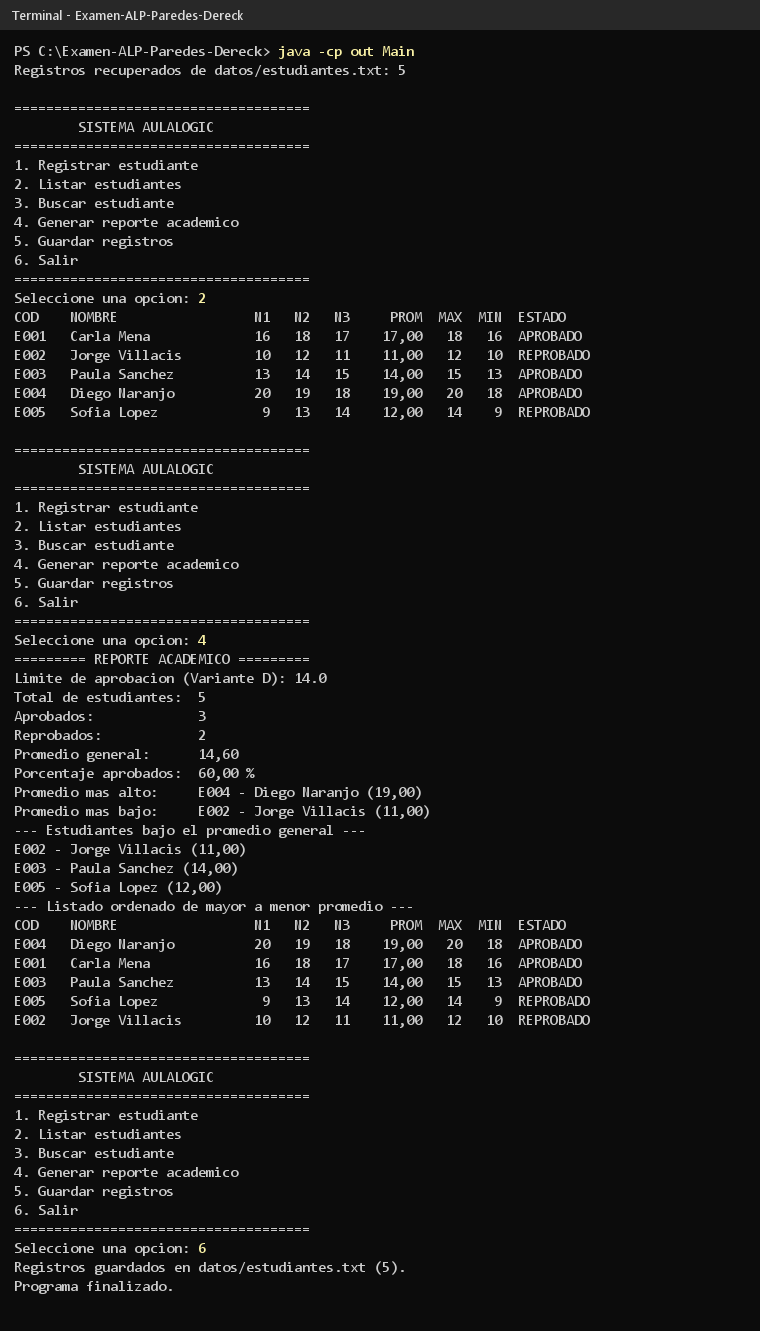 Terminal - Examen-ALP-Paredes-Dereck
PS C:\Examen-ALP-Paredes-Dereck> java -cp out Main
Registros recuperados de datos/estudiantes.txt: 5
=====================================
        SISTEMA AULALOGIC
=====================================
1. Registrar estudiante
2. Listar estudiantes
3. Buscar estudiante
4. Generar reporte academico
5. Guardar registros
6. Salir
=====================================
Seleccione una opcion: 2
COD    NOMBRE                 N1   N2   N3     PROM  MAX  MIN  ESTADO
E001   Carla Mena             16   18   17    17,00   18   16  APROBADO
E002   Jorge Villacis         10   12   11    11,00   12   10  REPROBADO
E003   Paula Sanchez          13   14   15    14,00   15   13  APROBADO
E004   Diego Naranjo          20   19   18    19,00   20   18  APROBADO
E005   Sofia Lopez             9   13   14    12,00   14    9  REPROBADO
=====================================
        SISTEMA AULALOGIC
=====================================
1. Registrar estudiante
2. Listar estudiantes
3. Buscar estudiante
4. Generar reporte academico
5. Guardar registros
6. Salir
=====================================
Seleccione una opcion: 4
========= REPORTE ACADEMICO =========
Limite de aprobacion (Variante D): 14.0
Total de estudiantes:  5
Aprobados:             3
Reprobados:            2
Promedio general:      14,60
Porcentaje aprobados:  60,00 %
Promedio mas alto:     E004 - Diego Naranjo (19,00)
Promedio mas bajo:     E002 - Jorge Villacis (11,00)
--- Estudiantes bajo el promedio general ---
E002 - Jorge Villacis (11,00)
E003 - Paula Sanchez (14,00)
E005 - Sofia Lopez (12,00)
--- Listado ordenado de mayor a menor promedio ---
COD    NOMBRE                 N1   N2   N3     PROM  MAX  MIN  ESTADO
E004   Diego Naranjo          20   19   18    19,00   20   18  APROBADO
E001   Carla Mena             16   18   17    17,00   18   16  APROBADO
E003   Paula Sanchez          13   14   15    14,00   15   13  APROBADO
E005   Sofia Lopez             9   13   14    12,00   14    9  REPROBADO
E002   Jorge Villacis         10   12   11    11,00   12   10  REPROBADO
=====================================
        SISTEMA AULALOGIC
=====================================
1. Registrar estudiante
2. Listar estudiantes
3. Buscar estudiante
4. Generar reporte academico
5. Guardar registros
6. Salir
=====================================
Seleccione una opcion: 6
Registros guardados en datos/estudiantes.txt (5).
Programa finalizado.